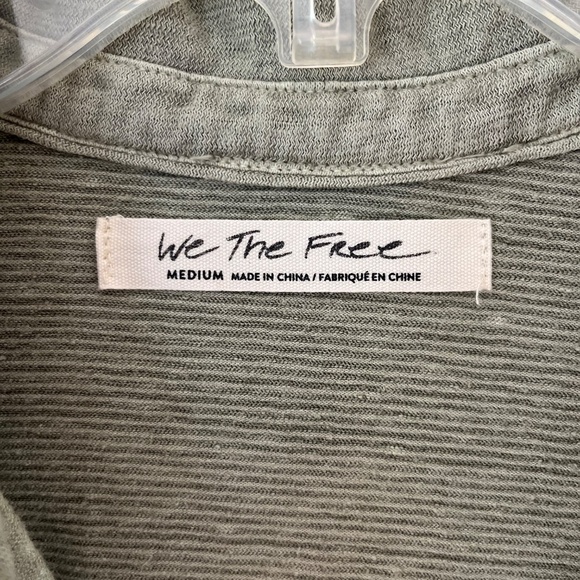 We The Free
MEDIUM MADE IN CHINA / FABRIQUÉ EN CHINE